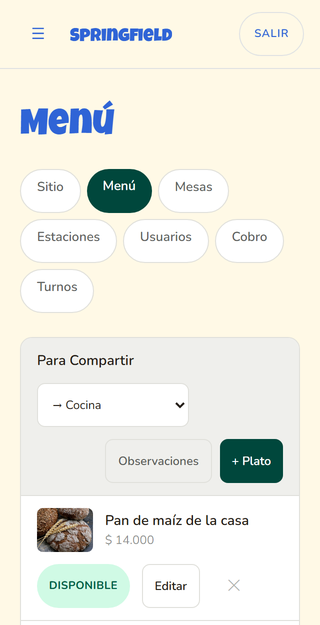 ☰ SPRINGFIELD SALIR
Menú
Sitio Menú Mesas
Estaciones Usuarios Cobro
Turnos
Para Compartir
→ Cocina
Observaciones + Plato
Pan de maíz de la casa
$ 14.000
DISPONIBLE Editar ×